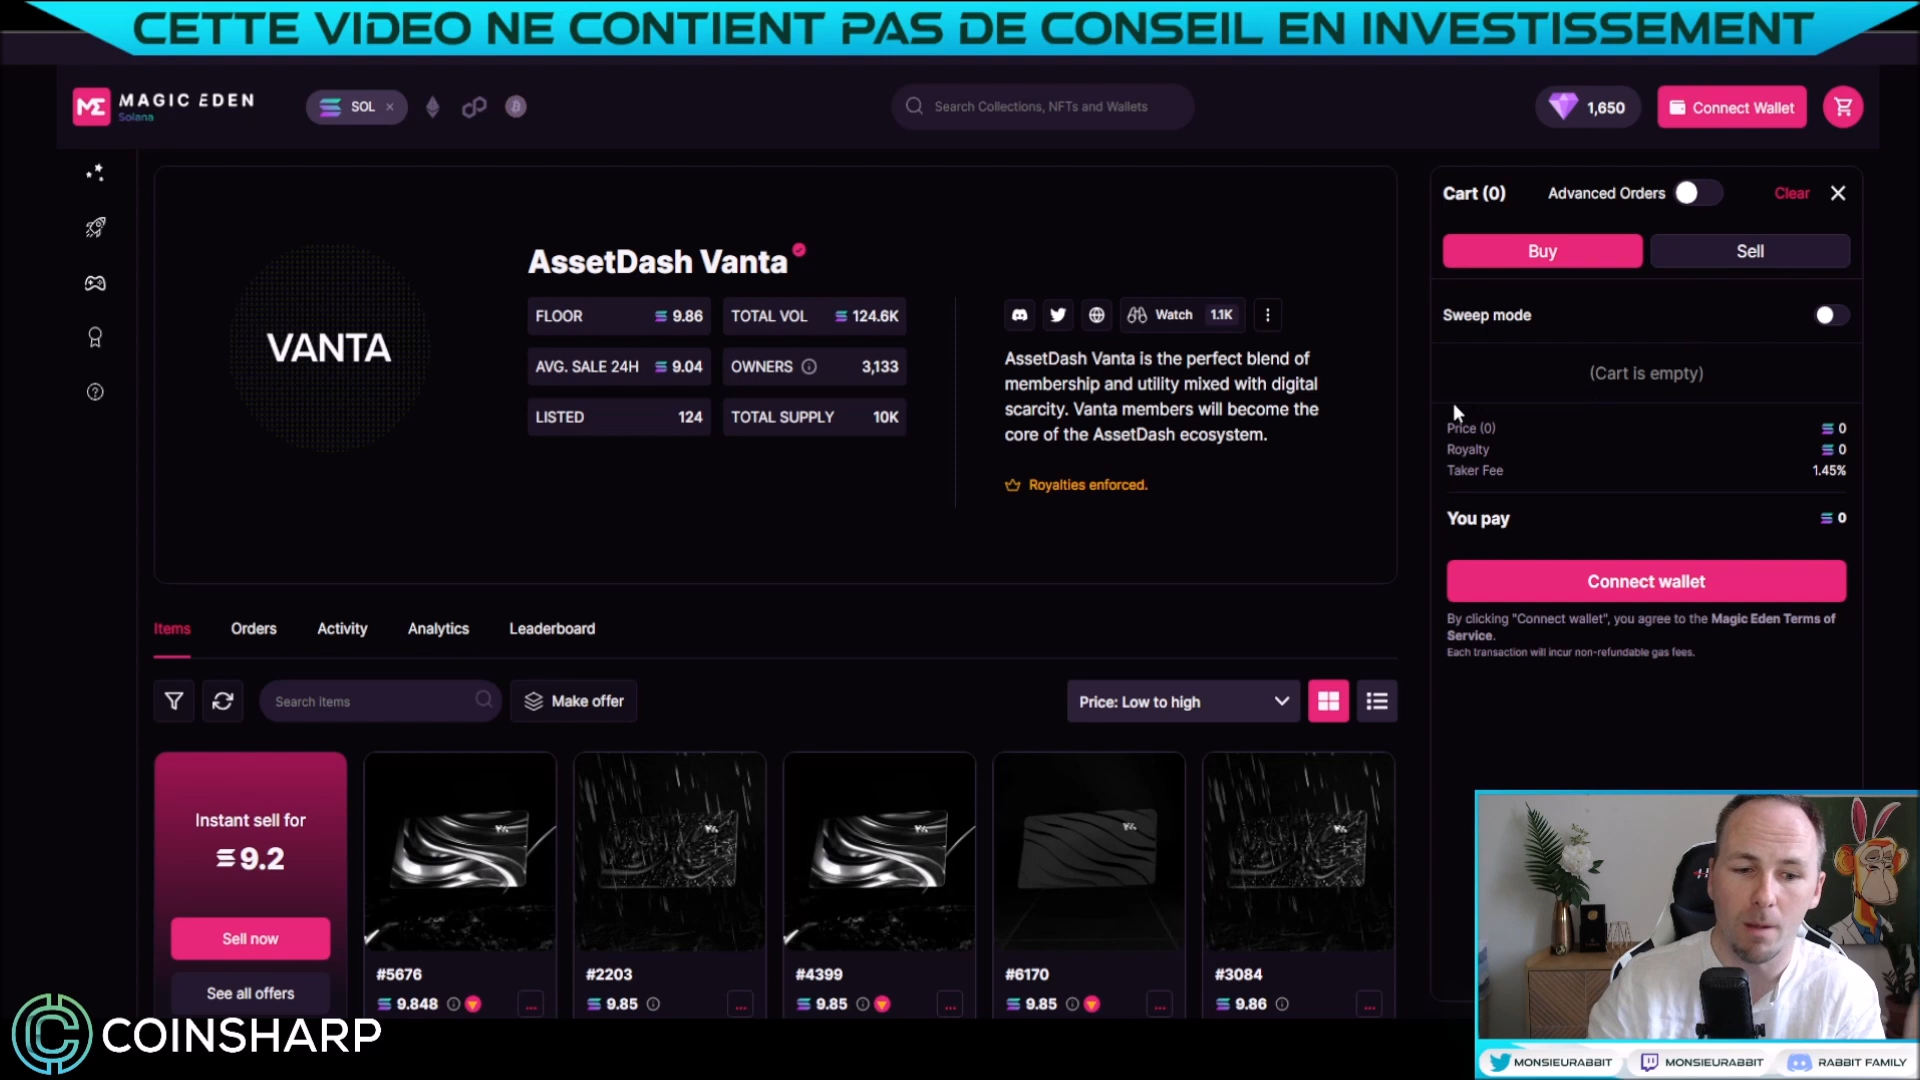 CETTE VIDEO NE CONTIENT PAS DE CONSEIL EN INVESTISSEMENT
MAGIC EDEN
Solana
SOL
Search Collections, NFTs and Wallets
1,650
Connect Wallet
Cart (0)
Advanced Orders
Clear
Buy
Sell
Sweep mode
(Cart is empty)
Price (0)
0
Royalty
0
Taker Fee
1.45%
You pay
0
Connect wallet
By clicking "Connect wallet", you agree to the Magic Eden Terms of
Service.
Each transaction will incur non-refundable gas fees.
VANTA
AssetDash Vanta
FLOOR
9.86
TOTAL VOL
124.6K
AVG. SALE 24H
9.04
OWNERS
3,133
LISTED
124
TOTAL SUPPLY
10K
Watch
1.1K
AssetDash Vanta is the perfect blend of
membership and utility mixed with digital
scarcity. Vanta members will become the
core of the AssetDash ecosystem.
Royalties enforced.
Items
Orders
Activity
Analytics
Leaderboard
Search items
Make offer
Price: Low to high
Instant sell for
9.2
Sell now
See all offers
#5676
9.848
#2203
9.85
#4399
9.85
#6170
9.85
#3084
9.86
COINSHARP
MONSIEURABBIT
MONSIEURABBIT
RABBIT FAMILY